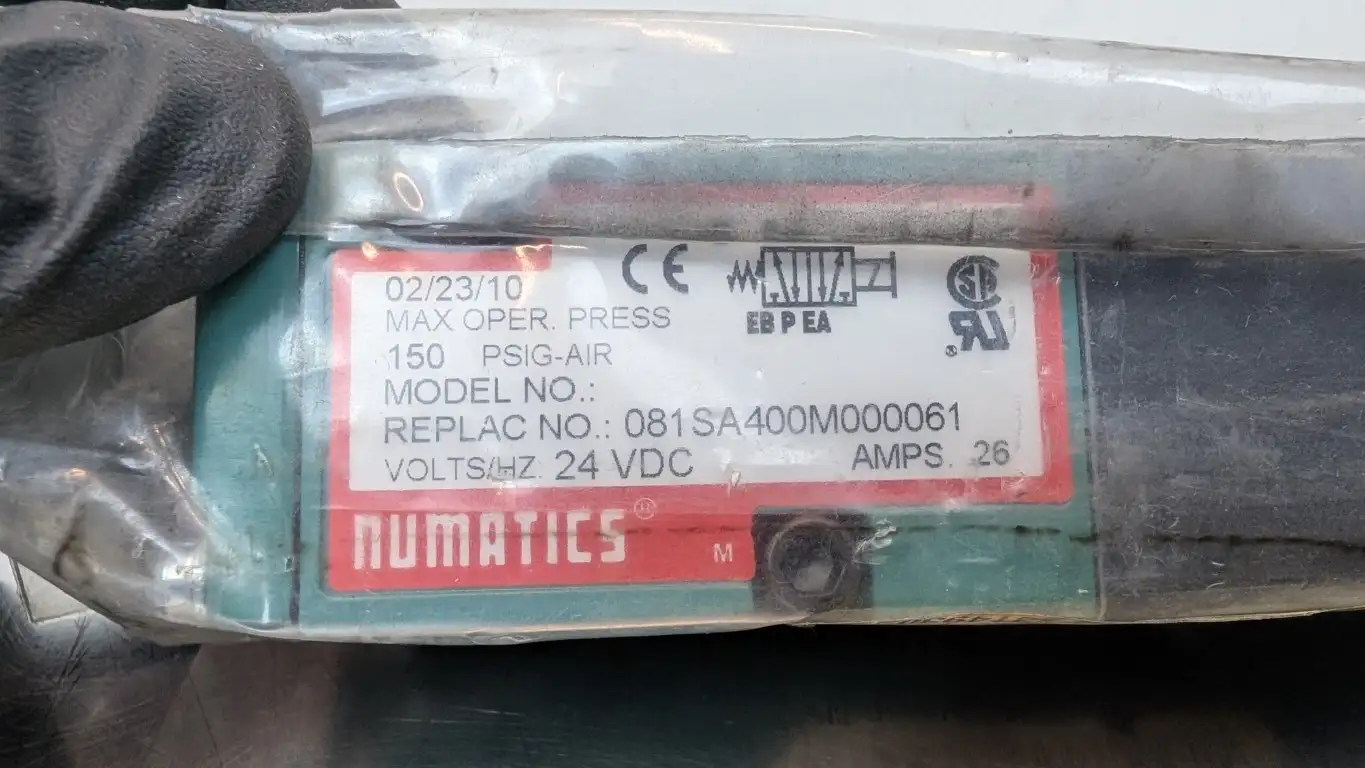 02/23/10
CE
EB P EA
MAX OPER. PRESS
150 PSIG-AIR
MODEL NO.:
REPLAC NO.: 081SA400M000061
VOLTS/HZ. 24 VDC AMPS. .26
NUMATICS®
M